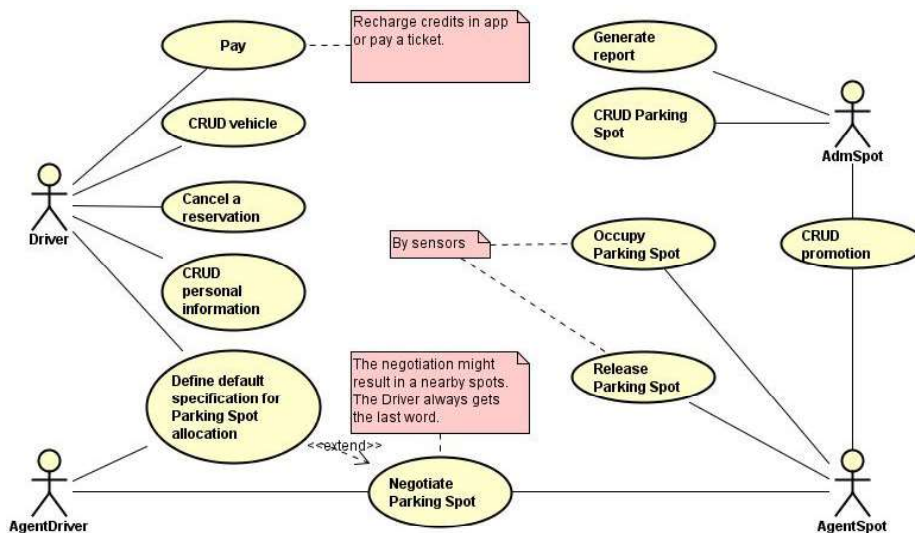 Pay
Recharge credits in app
or pay a ticket.
Generate
report
CRUD vehicle
CRUD Parking
Spot
AdmSpot
Driver
Cancel a
reservation
By sensors
Occupy
Parking Spot
CRUD
promotion
CRUD
personal
information
Define default
specification for
Parking Spot
allocation
The negotiation might
result in a nearby spots.
The Driver always gets
the last word.
Release
Parking Spot
<<extend>>
Negotiate
Parking Spot
AgentDriver
AgentSpot